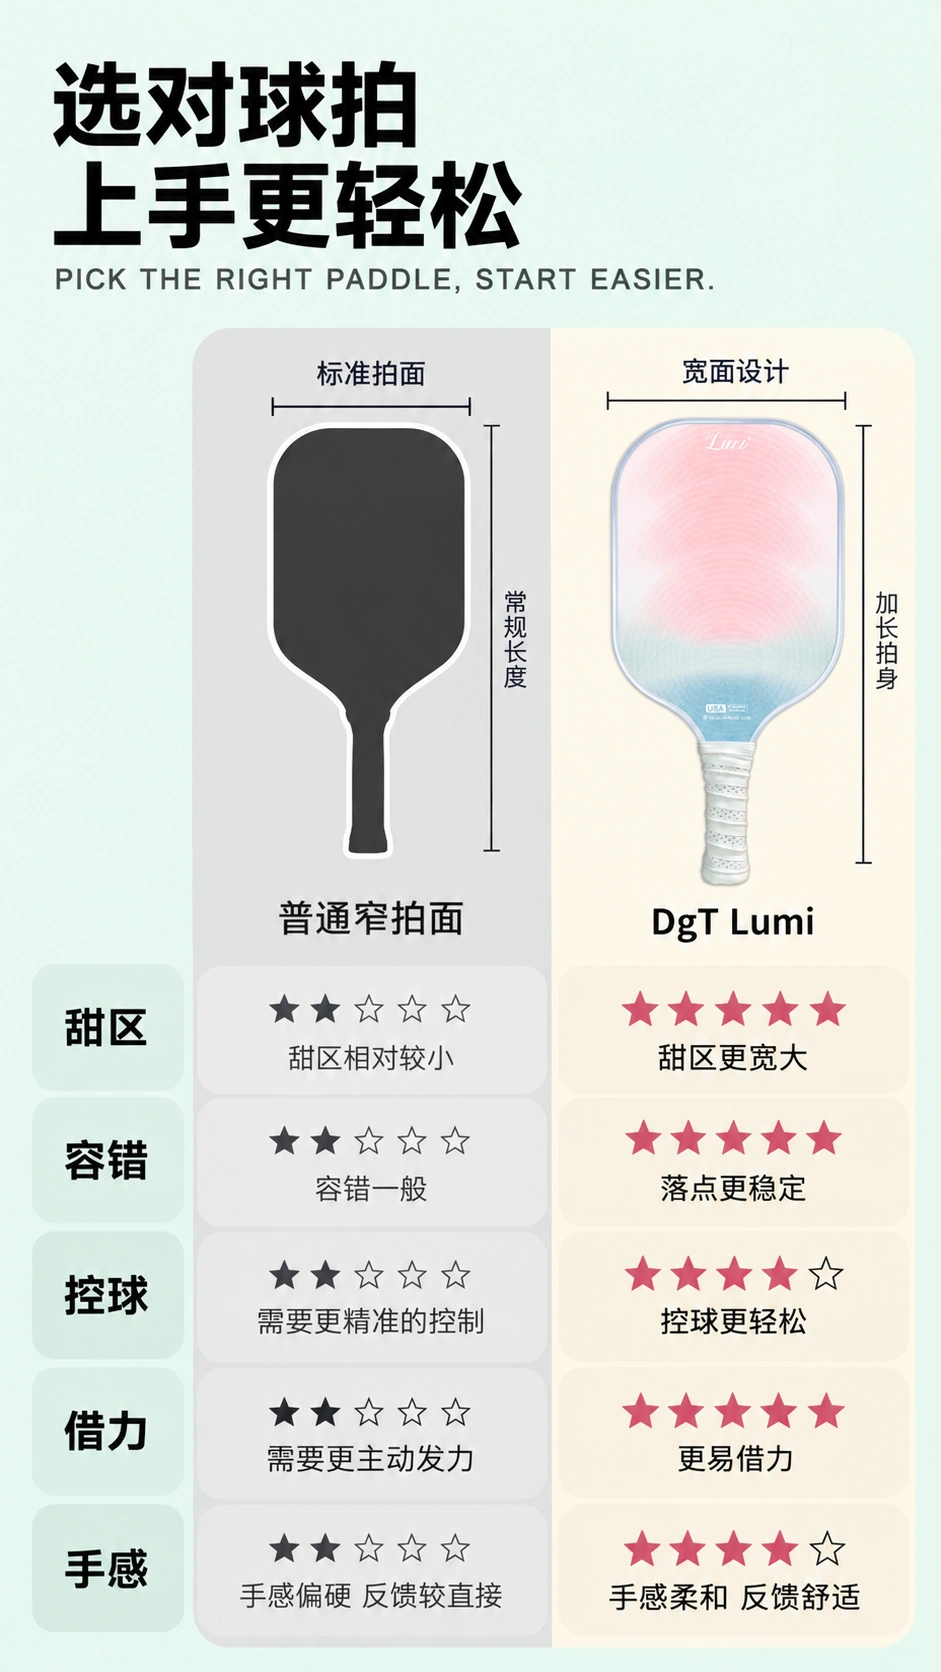 选对球拍
上手更轻松
PICK THE RIGHT PADDLE, START EASIER.
标准拍面
宽面设计
Lumi
常规长度
加长拍身
USA
普通窄拍面
DgT Lumi
甜区
甜区相对较小
甜区更宽大
容错
容错一般
落点更稳定
控球
需要更精准的控制
控球更轻松
借力
需要更主动发力
更易借力
手感
手感偏硬 反馈较直接
手感柔和 反馈舒适